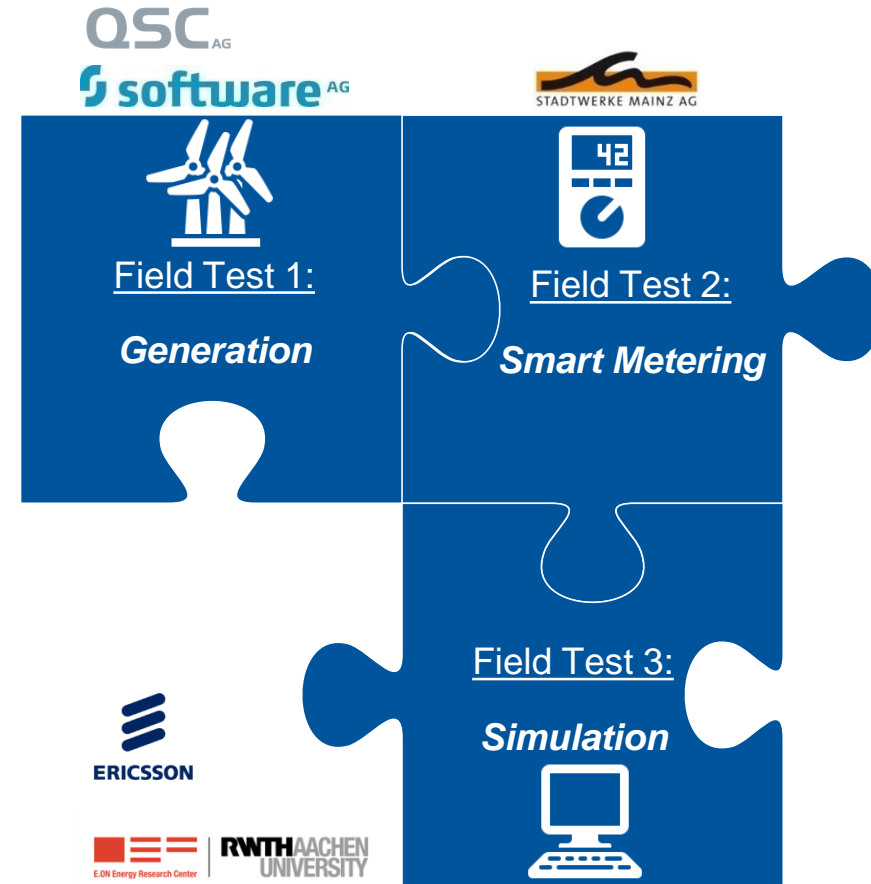 QSC AG
software AG
STADTWERKE MAINZ AG
42
Field Test 1:
Generation
Field Test 2:
Smart Metering
Field Test 3:
Simulation
ERICSSON
E.ON Energy Research Center
RWTHAACHEN
UNIVERSITY